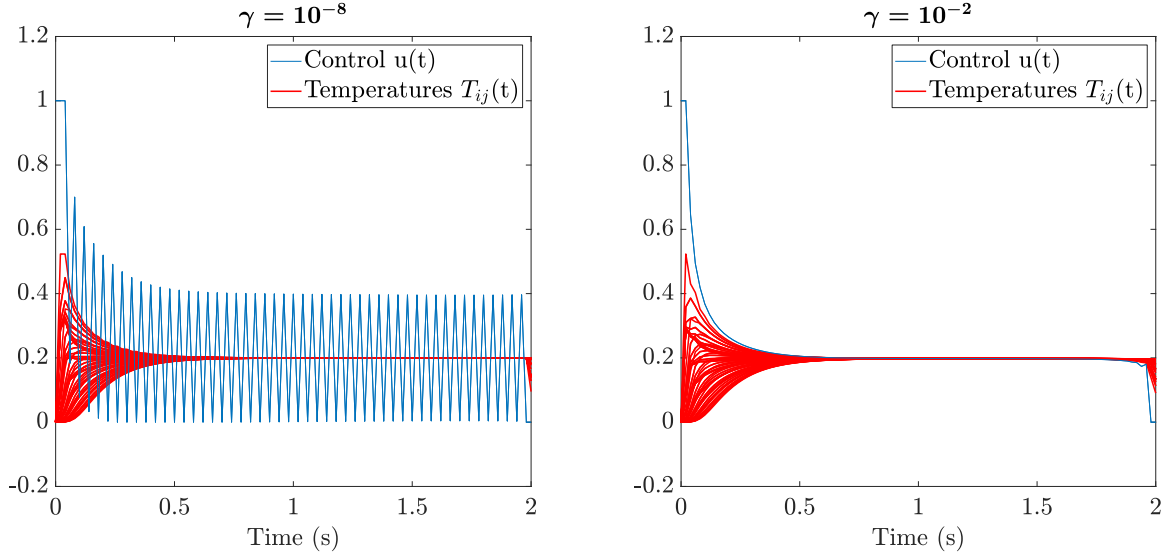 γ = 10⁻⁸
1.2
1
0.8
0.6
0.4
0.2
0
-0.2
0 0.5 1 1.5 2
Time (s)
Control u(t)
Temperatures Tᵢⱼ(t)
γ = 10⁻²
1.2
1
0.8
0.6
0.4
0.2
0
-0.2
0 0.5 1 1.5 2
Time (s)
Control u(t)
Temperatures Tᵢⱼ(t)